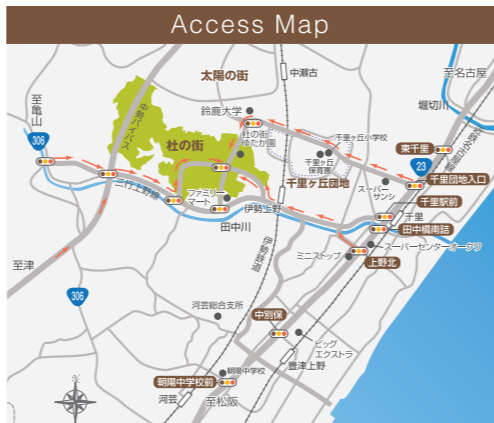 Access Map
太陽の街
中瀬古
至名古屋
堀切川
至亀山
306
中勢バイパス
鈴鹿大学
杜の街
ゆたか園
杜の街
千里ヶ丘小学校
千里ヶ丘
保育園
千里ヶ丘団地
近鉄名古屋線
東千里
23
千里団地入口
スーパー
サンシ
三行上野線
ファミリー
マート
伊勢上野
田中川
千里駅前
千里
田中橋南詰
スーパーセンターオークワ
ミニストップ
上野北
至津
伊勢鉄道
306
河芸総合支所
中別保
ビッグ
エクストラ
豊津上野
朝陽中学校
朝陽中学校前
河芸
至松阪